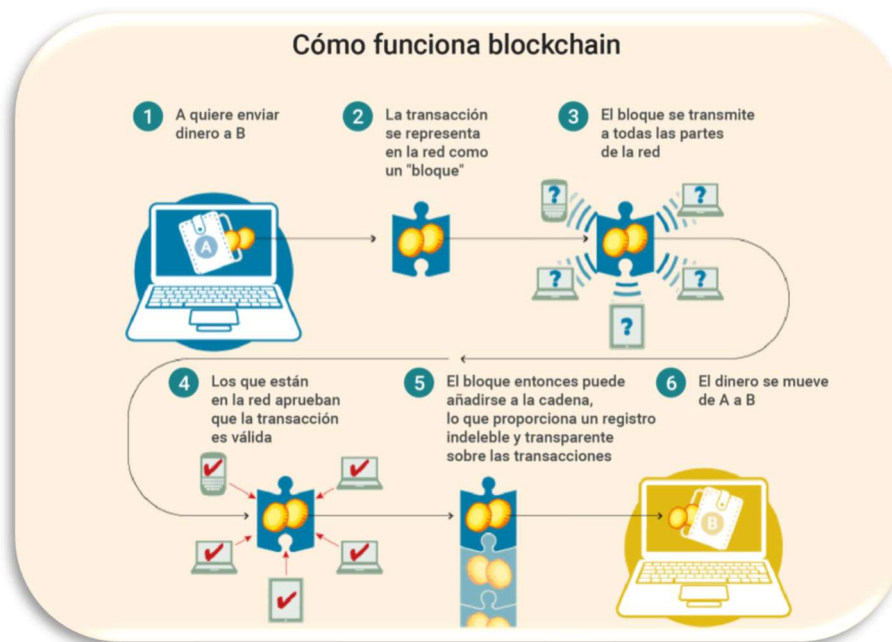 Cómo funciona blockchain
1
A quiere enviar
dinero a B
2
La transacción
se representa
en la red como
un "bloque"
3
El bloque se transmite
a todas las partes
de la red
A
?
?
?
?
?
4
Los que están
en la red aprueban
que la transacción
es válida
5
El bloque entonces puede
añadirse a la cadena,
lo que proporciona un registro
indeleble y transparente
sobre las transacciones
6
El dinero se mueve
de A a B
B